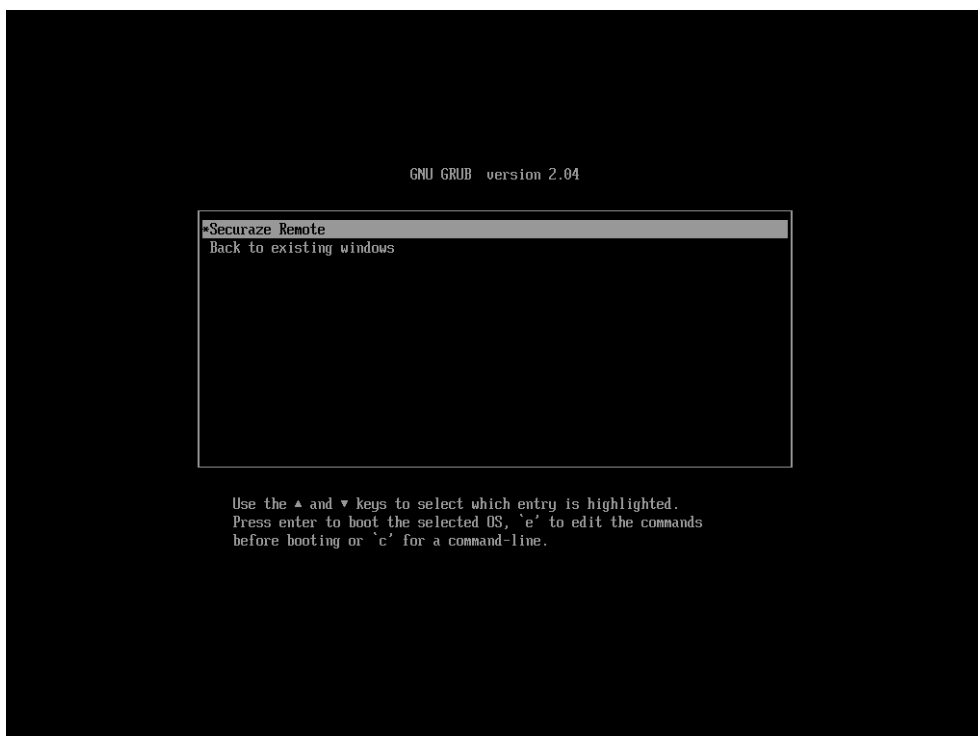 GNU GRUB  version 2.04
*Securaze Remote
Back to existing windows
Use the ▲ and ▼ keys to select which entry is highlighted.
Press enter to boot the selected OS, `e' to edit the commands
before booting or `c' for a command-line.